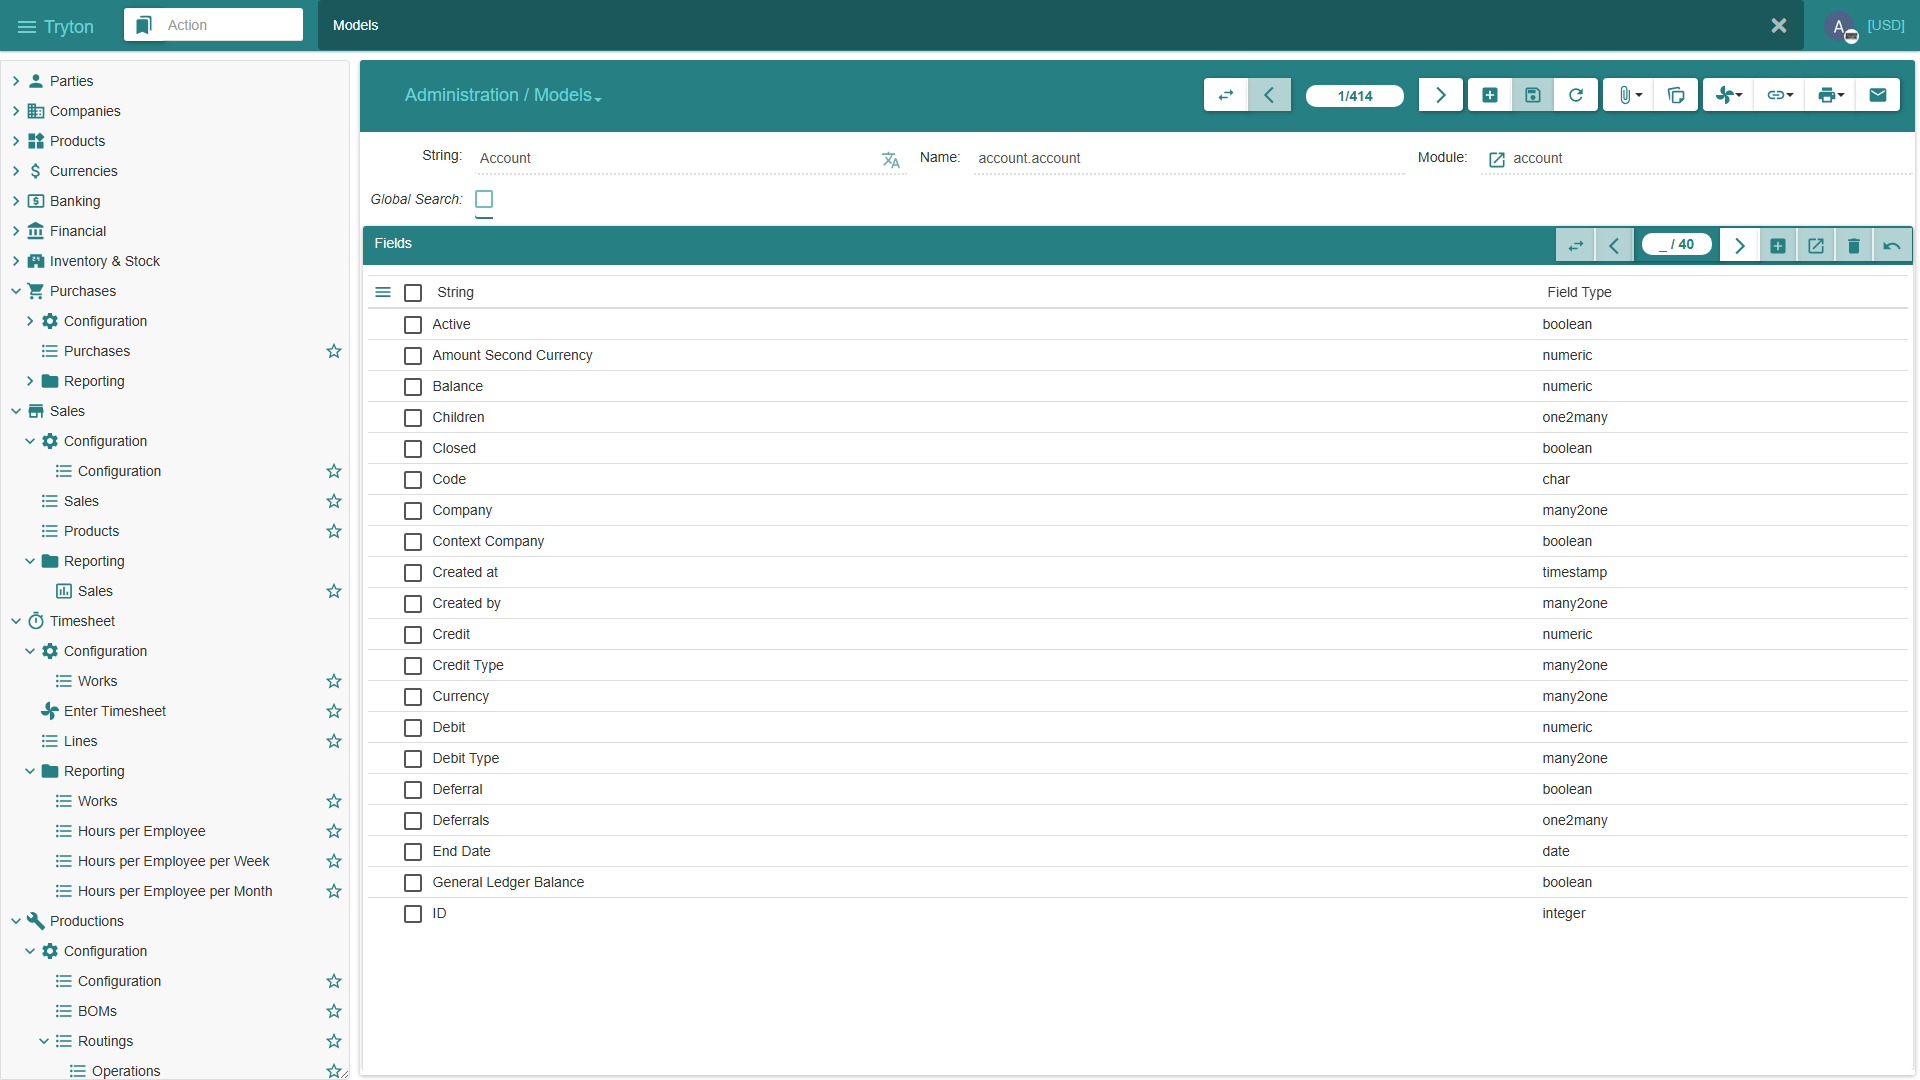 Tryton
Action
Models
A
[USD]
Parties
Companies
Products
Currencies
Banking
Financial
Inventory & Stock
Purchases
Configuration
Purchases
Reporting
Sales
Configuration
Configuration
Sales
Products
Reporting
Sales
Timesheet
Configuration
Works
Enter Timesheet
Lines
Reporting
Works
Hours per Employee
Hours per Employee per Week
Hours per Employee per Month
Productions
Configuration
Configuration
BOMs
Routings
Operations
Administration / Models
1/414
String: Account
Name: account.account
Module: account
Global Search:
Fields
_ / 40
String Field Type
Active boolean
Amount Second Currency numeric
Balance numeric
Children one2many
Closed boolean
Code char
Company many2one
Context Company boolean
Created at timestamp
Created by many2one
Credit numeric
Credit Type many2one
Currency many2one
Debit numeric
Debit Type many2one
Deferral boolean
Deferrals one2many
End Date date
General Ledger Balance boolean
ID integer